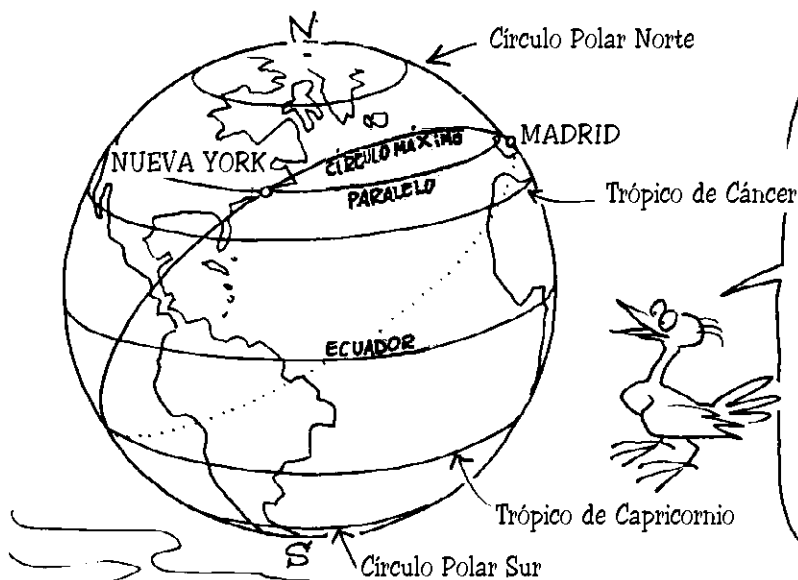 N
Círculo Polar Norte
MADRID
NUEVA YORK
CÍRCULO MÁXIMO
PARALELO
Trópico de Cáncer
ECUADOR
Trópico de Capricornio
S
Círculo Polar Sur